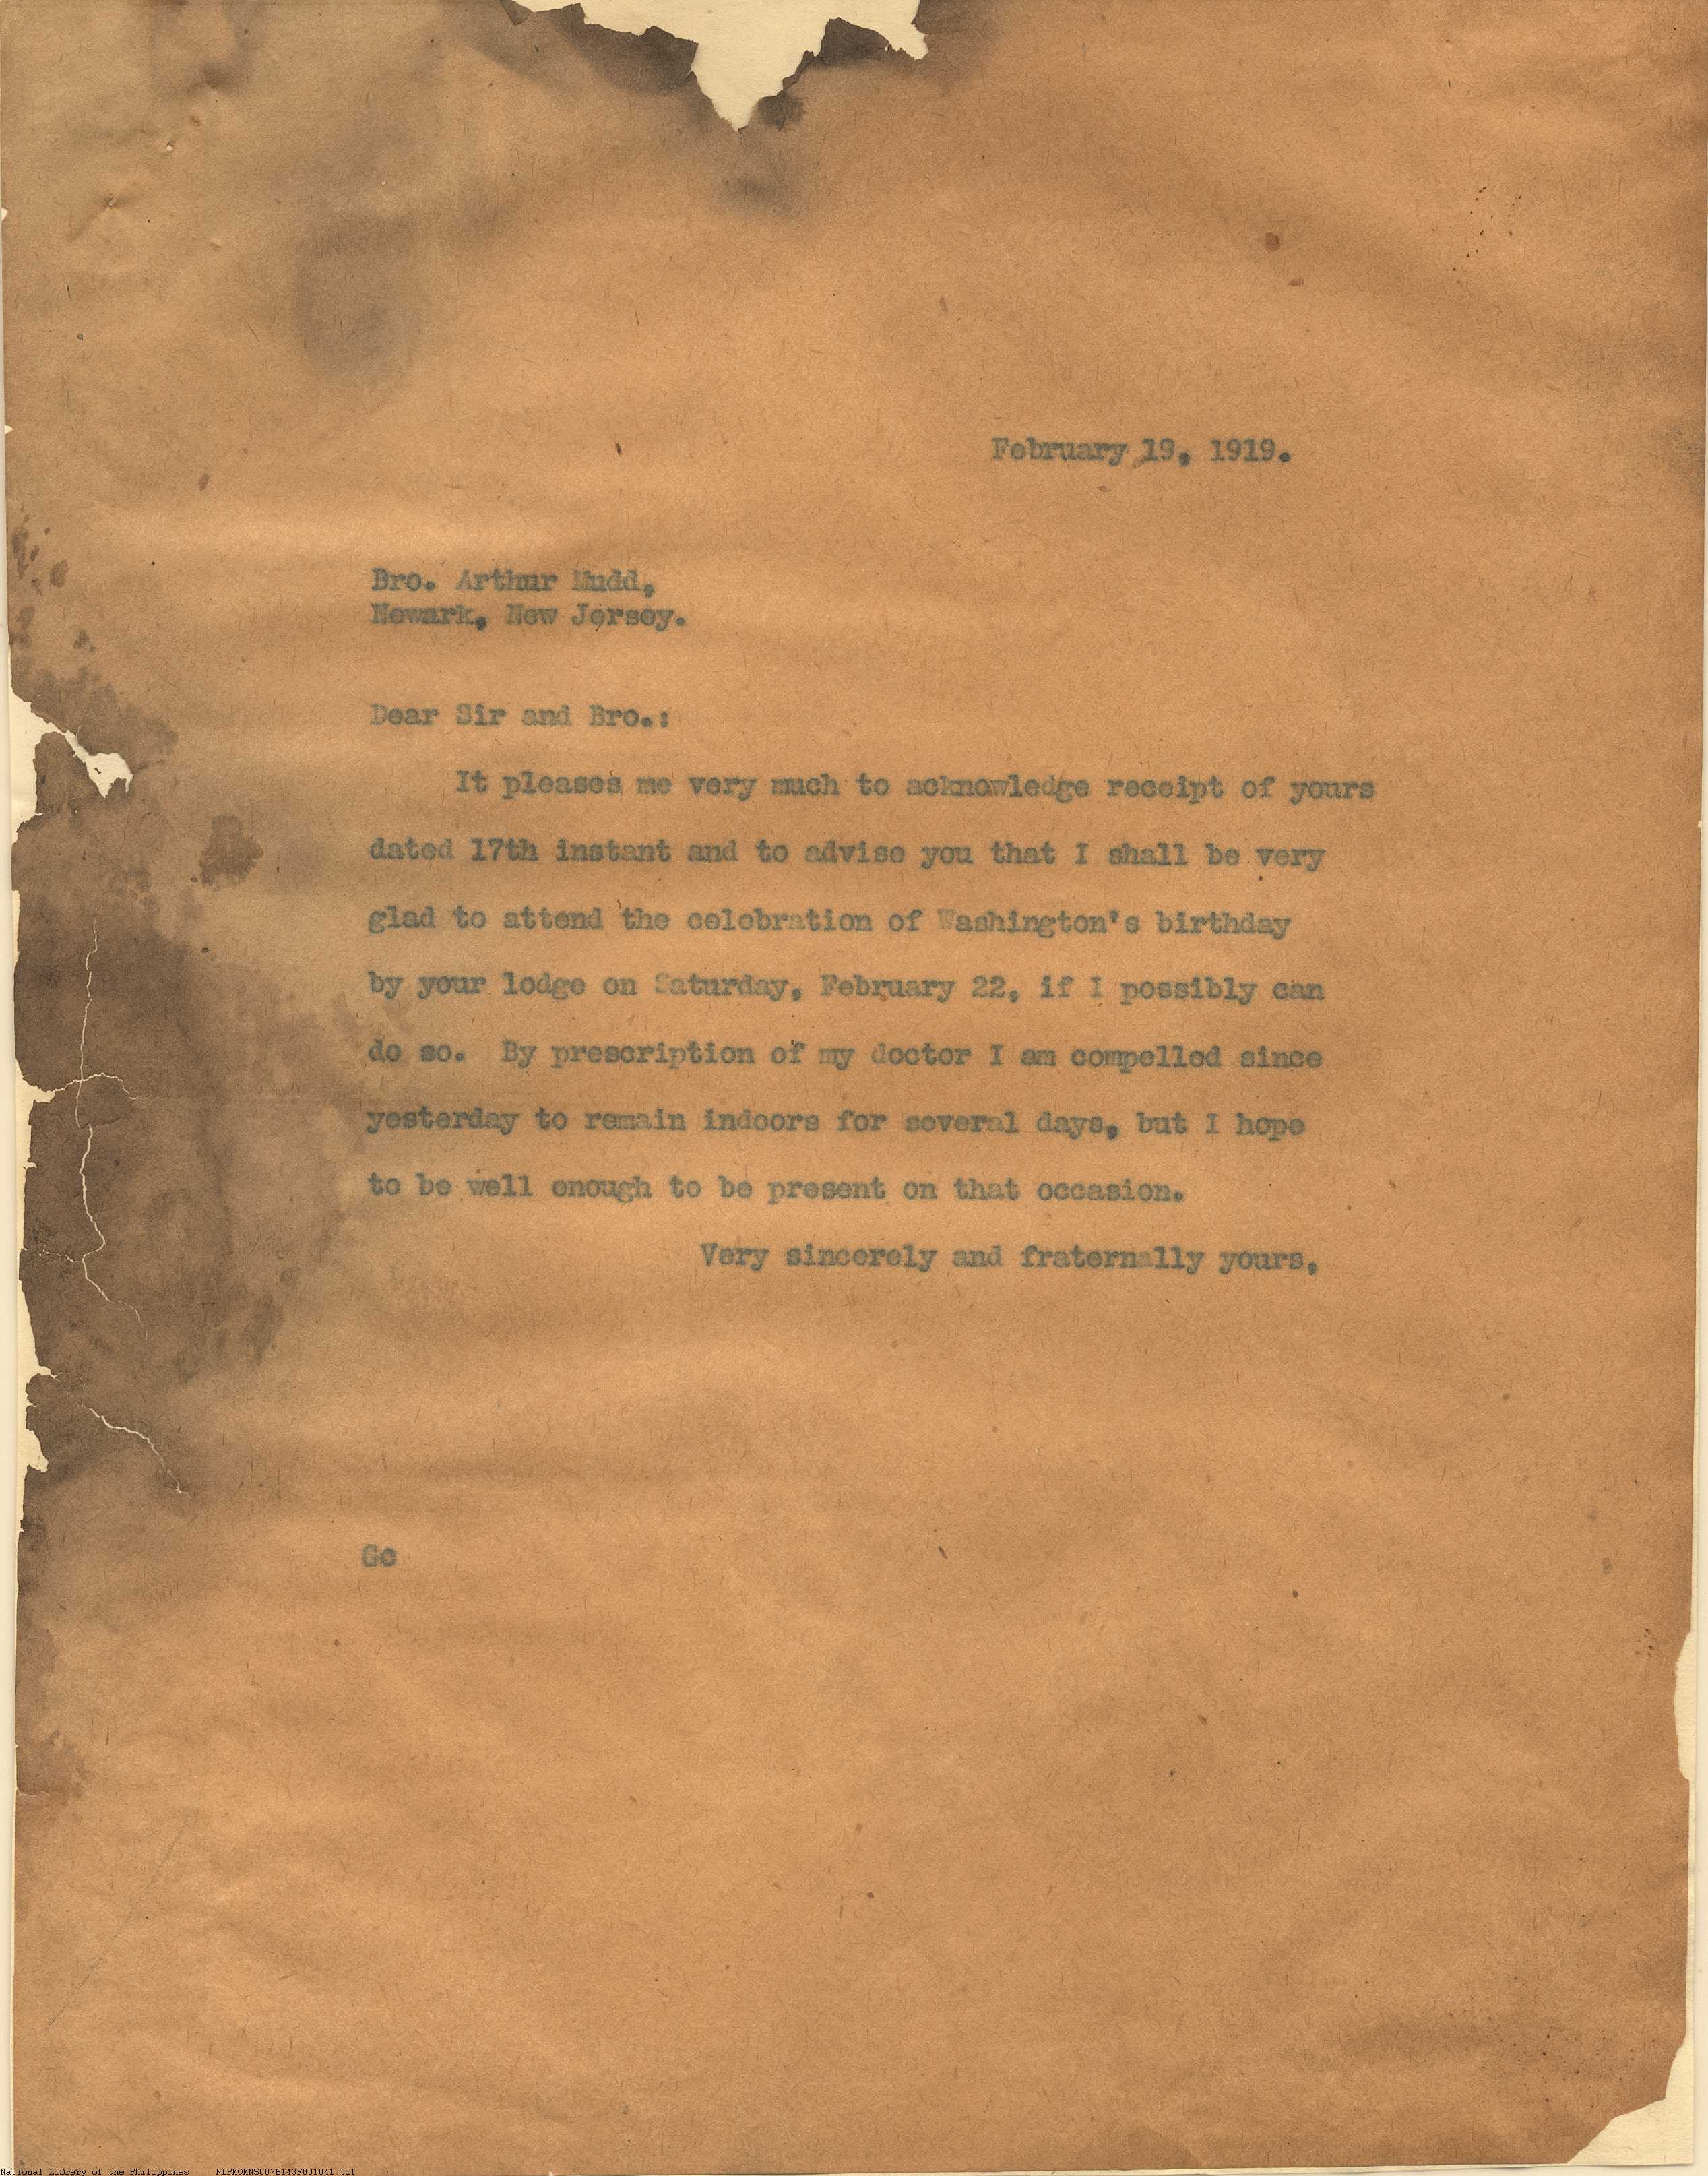 February 19, 1919.
Bro. Arthur Mudd,
Newark, New Jersey.
Dear Sir and Bro.:
It pleases me very much to acknowledge receipt of yours
dated 17th instant and to advise you that I shall be very
glad to attend the celebration of Washington's birthday
by your lodge on Saturday, February 22, if I possibly can
do so. By prescription of my doctor I am compelled since
yesterday to remain indoors for several days, but I hope
to be well enough to be present on that occasion.
Very sincerely and fraternally yours,
Gc
National Library of the Philippines NLPMQMNS007B143F001041.tif